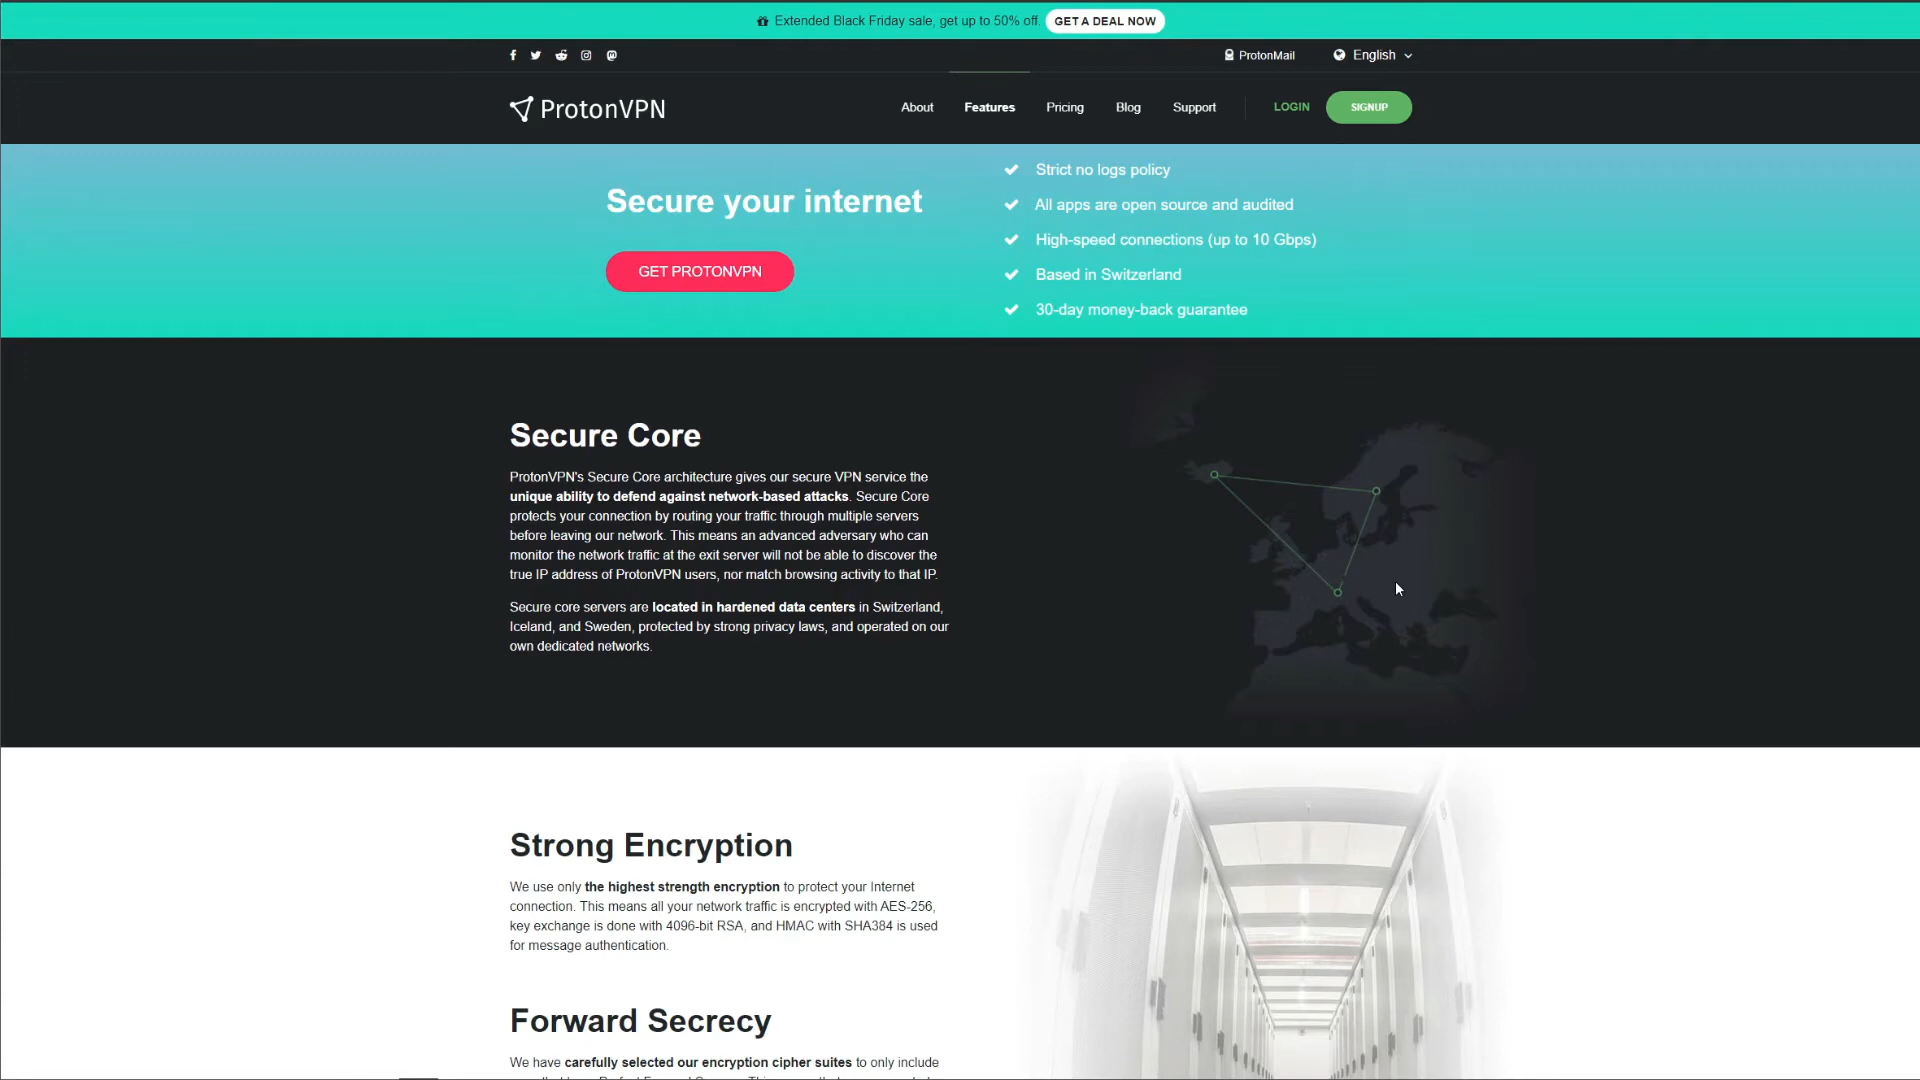 Extended Black Friday sale, get up to 50% off. GET A DEAL NOW
ProtonMail English
ProtonVPN About Features Pricing Blog Support LOGIN SIGNUP
Secure your internet
GET PROTONVPN
Strict no logs policy
All apps are open source and audited
High-speed connections (up to 10 Gbps)
Based in Switzerland
30-day money-back guarantee
Secure Core
ProtonVPN's Secure Core architecture gives our secure VPN service the
unique ability to defend against network-based attacks. Secure Core
protects your connection by routing your traffic through multiple servers
before leaving our network. This means an advanced adversary who can
monitor the network traffic at the exit server will not be able to discover the
true IP address of ProtonVPN users, nor match browsing activity to that IP.
Secure core servers are located in hardened data centers in Switzerland,
Iceland, and Sweden, protected by strong privacy laws, and operated on our
own dedicated networks.
Strong Encryption
We use only the highest strength encryption to protect your Internet
connection. This means all your network traffic is encrypted with AES-256,
key exchange is done with 4096-bit RSA, and HMAC with SHA384 is used
for message authentication.
Forward Secrecy
We have carefully selected our encryption cipher suites to only include